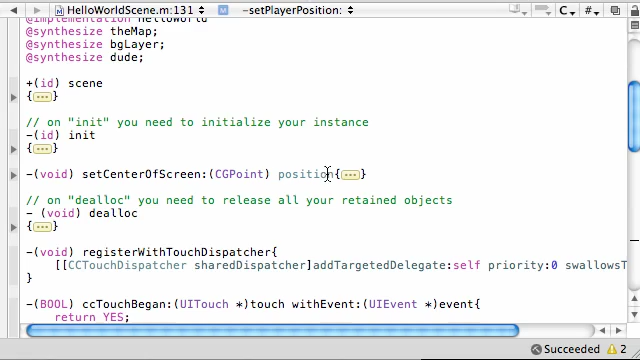 HelloWorldScene.m:131 M -setPlayerPosition: C #
@implementation HelloWorld
@synthesize theMap;
@synthesize bgLayer;
@synthesize dude;
+(id) scene
{...}
// on "init" you need to initialize your instance
-(id) init
{...}
-(void) setCenterOfScreen:(CGPoint) position{...}
// on "dealloc" you need to release all your retained objects
- (void) dealloc
{...}
-(void) registerWithTouchDispatcher{
[[CCTouchDispatcher sharedDispatcher]addTargetedDelegate:self priority:0 swallowsT
}
-(BOOL) ccTouchBegan:(UITouch *)touch withEvent:(UIEvent *)event{
return YES;
Succeeded 2